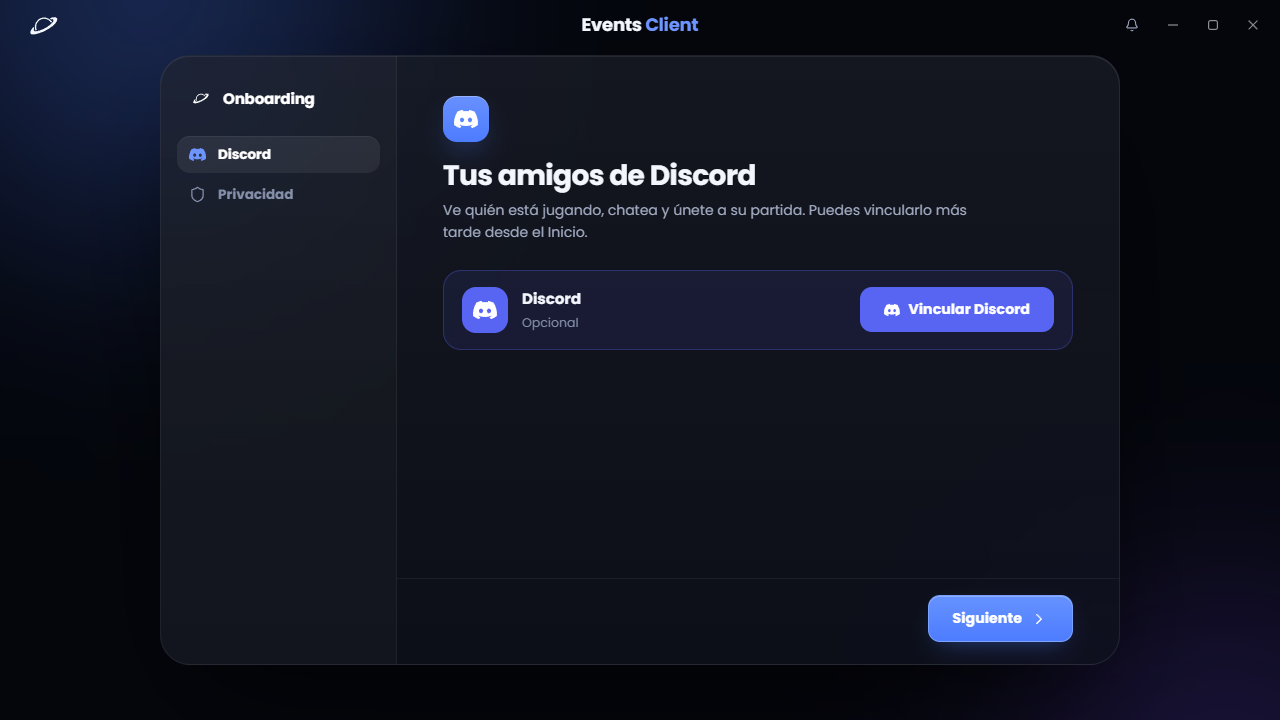 Events Client
Onboarding
Discord
Privacidad
Tus amigos de Discord
Ve quién está jugando, chatea y únete a su partida. Puedes vincularlo más
tarde desde el Inicio.
Discord
Opcional
Vincular Discord
Siguiente